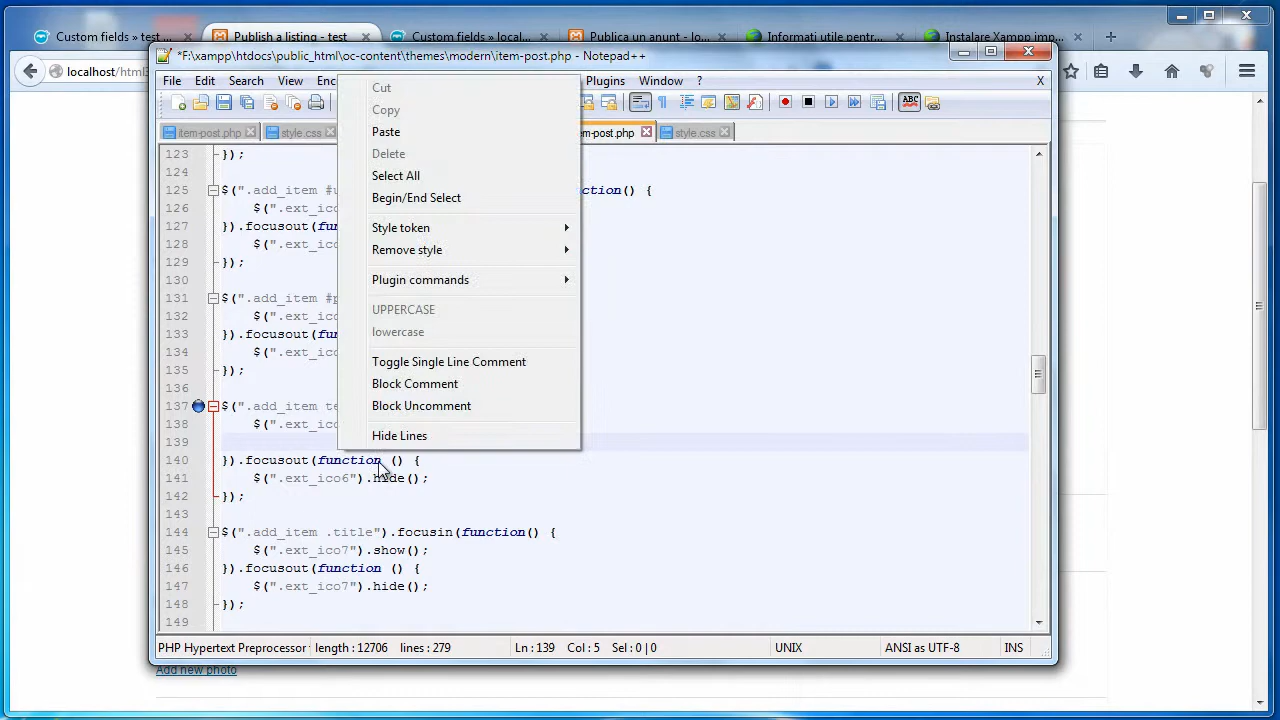 Custom fields » test ...
Publish a listing - test
Custom fields » local...
Publica un anunt - lo...
Informati utile pentru...
Instalare Xampp imp...
localhost/html3
*F:\xampp\htdocs\public_html\oc-content\themes\modern\item-post.php - Notepad++
File Edit Search View Enc Plugins Window ? X
item-post.php style.css em-post.php style.css
Cut
Copy
Paste
Delete
Select All
Begin/End Select
Style token
Remove style
Plugin commands
UPPERCASE
lowercase
Toggle Single Line Comment
Block Comment
Block Uncomment
Hide Lines
123 });
124
125 $(".add_item #u ction() {
126 $(".ext_ico
127 }).focusout(fun
128 $(".ext_ico
129 });
130
131 $(".add_item #p
132 $(".ext_ico
133 }).focusout(fun
134 $(".ext_ico
135 });
136
137 $(".add_item te
138 $(".ext_ico
139
140 }).focusout(function () {
141 $(".ext_ico6").hide();
142 });
143
144 $(".add_item .title").focusin(function() {
145 $(".ext_ico7").show();
146 }).focusout(function () {
147 $(".ext_ico7").hide();
148 });
149
PHP Hypertext Preprocessor length : 12706 lines : 279 Ln : 139 Col : 5 Sel : 0 | 0 UNIX ANSI as UTF-8 INS
Add new photo